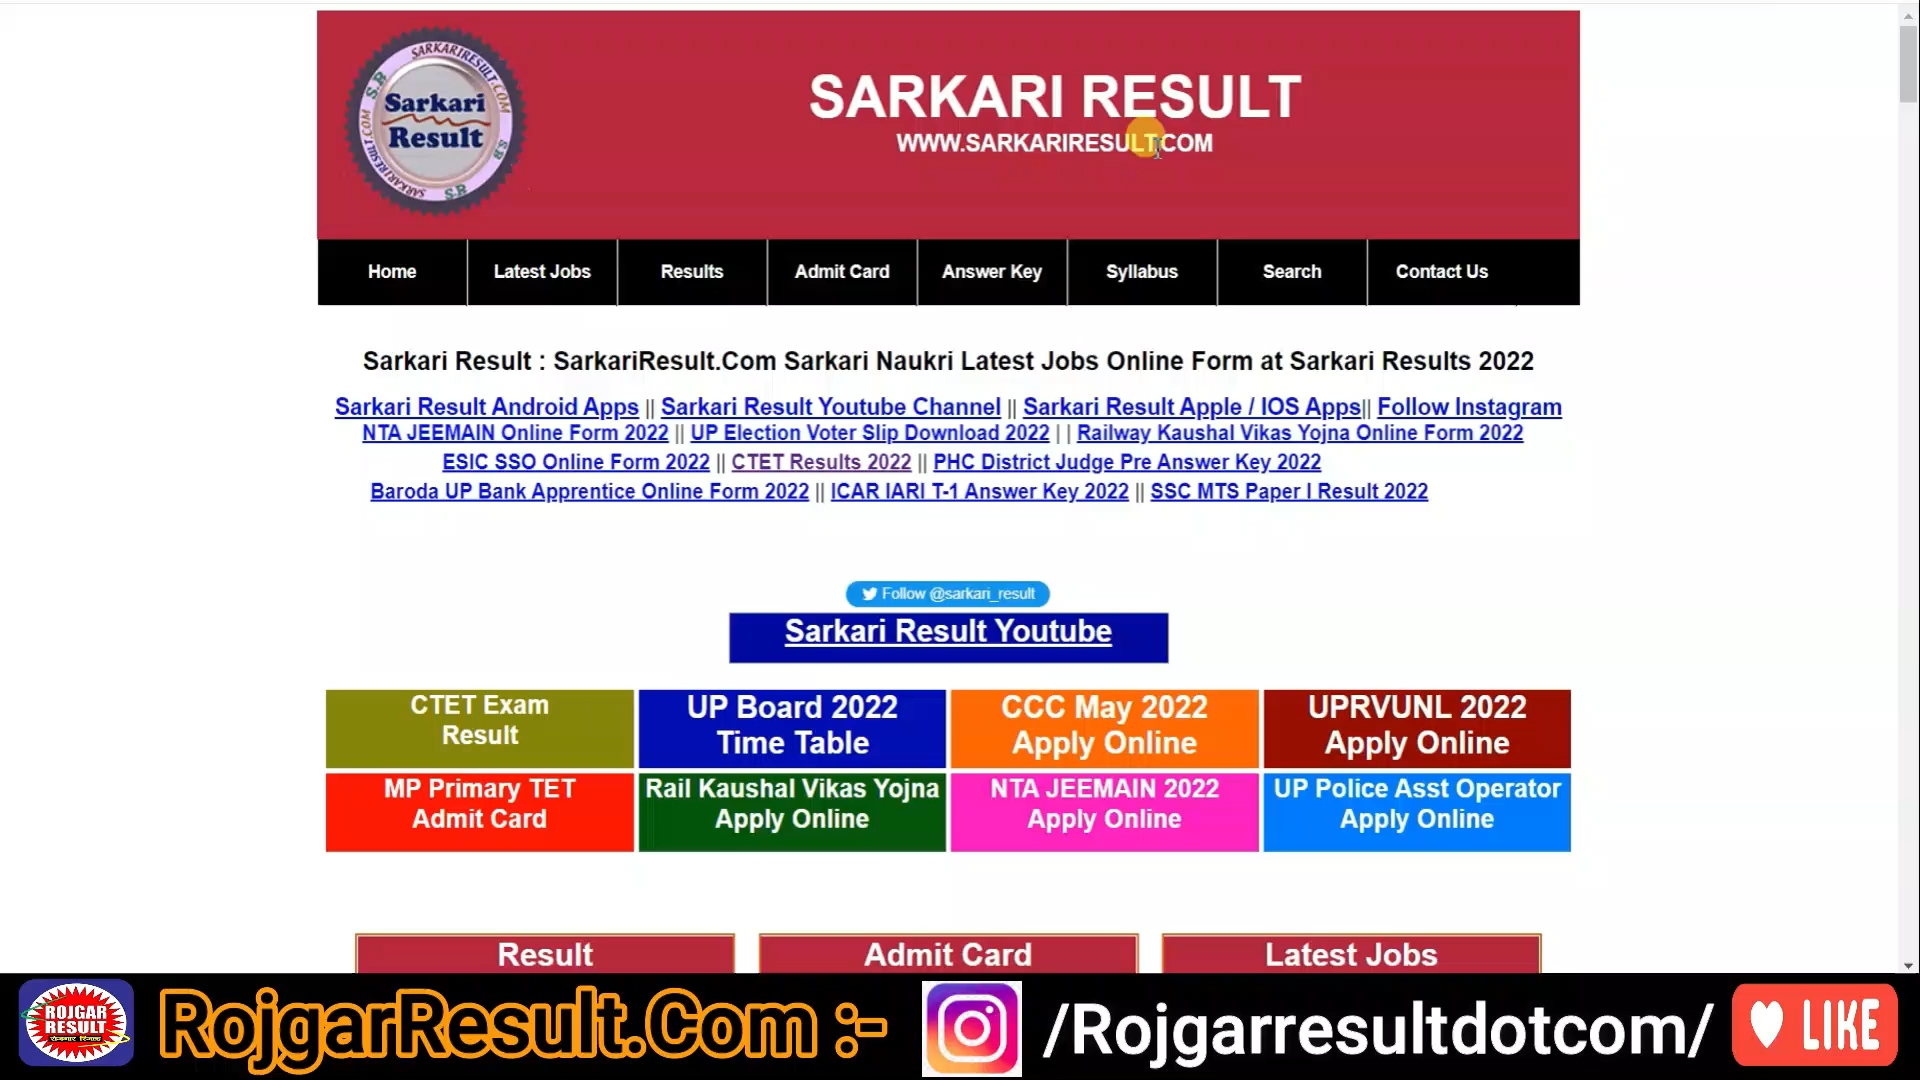 SARKARIRESULT.COM
S.R
Sarkari
Result
S.R
SARKARIRESULT.COM
S.R
SARKARI RESULT
WWW.SARKARIRESULT.COM
Home Latest Jobs Results Admit Card Answer Key Syllabus Search Contact Us
Sarkari Result : SarkariResult.Com Sarkari Naukri Latest Jobs Online Form at Sarkari Results 2022
Sarkari Result Android Apps || Sarkari Result Youtube Channel || Sarkari Result Apple / IOS Apps|| Follow Instagram
NTA JEEMAIN Online Form 2022 || UP Election Voter Slip Download 2022 | | Railway Kaushal Vikas Yojna Online Form 2022
ESIC SSO Online Form 2022 || CTET Results 2022 || PHC District Judge Pre Answer Key 2022
Baroda UP Bank Apprentice Online Form 2022 || ICAR IARI T-1 Answer Key 2022 || SSC MTS Paper I Result 2022
Follow @sarkari_result
Sarkari Result Youtube
CTET Exam
Result
UP Board 2022
Time Table
CCC May 2022
Apply Online
UPRVUNL 2022
Apply Online
MP Primary TET
Admit Card
Rail Kaushal Vikas Yojna
Apply Online
NTA JEEMAIN 2022
Apply Online
UP Police Asst Operator
Apply Online
Result Admit Card Latest Jobs
ROJGAR
RESULT
रोजगार रिजल्ट
RojgarResult.Com :-
/Rojgarresultdotcom/
LIKE